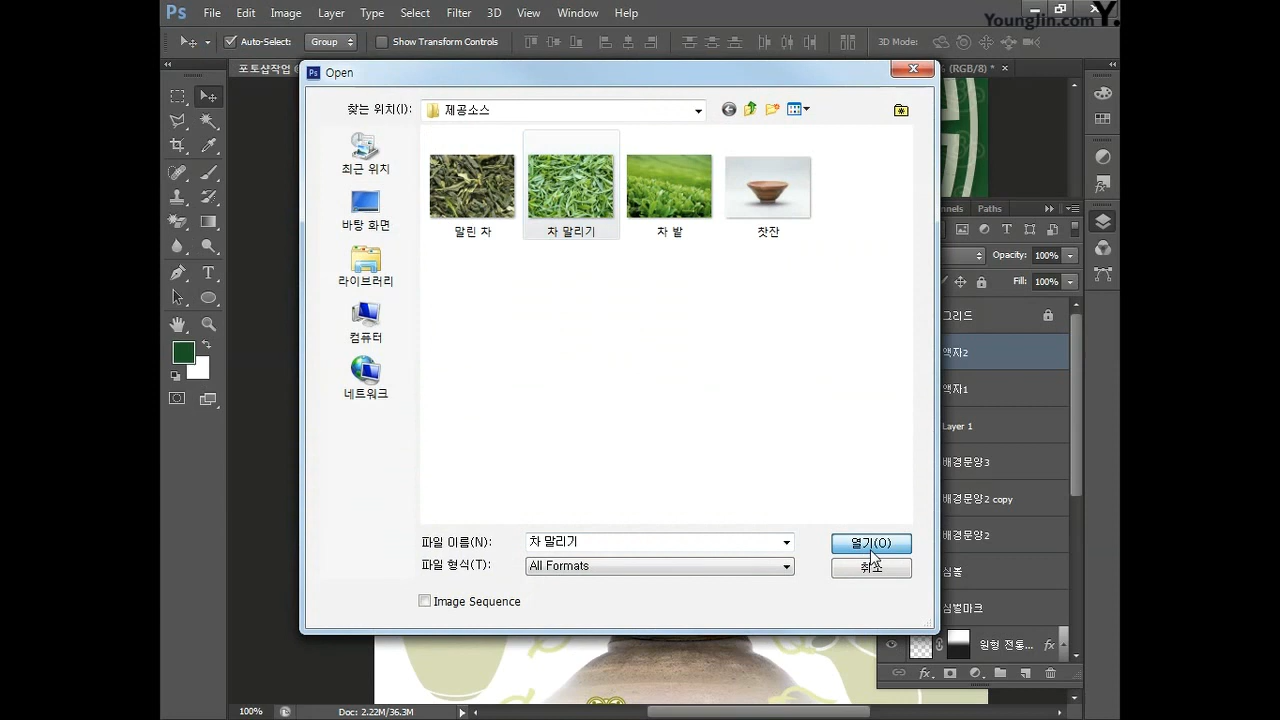 Ps File Edit Image Layer Type Select Filter 3D View Window Help
YoungJin.com Y.
Auto-Select: Group Show Transform Controls 3D Mode:
포토샵작업
(RGB/8) * ×
Ps Open
찾는 위치(I): 제공소스
최근 위치
바탕 화면
라이브러리
컴퓨터
네트워크
말린 차
차 말리기
차 밭
찻잔
파일 이름(N): 차 말리기
열기(O)
파일 형식(T): All Formats
취소
Image Sequence
nnels Paths
Opacity: 100%
Fill: 100%
그리드
액자2
액자1
Layer 1
배경문양3
배경문양2 copy
배경문양2
심볼
심벌마크
원형 전통... fx
100% Doc: 2.22M/36.3M